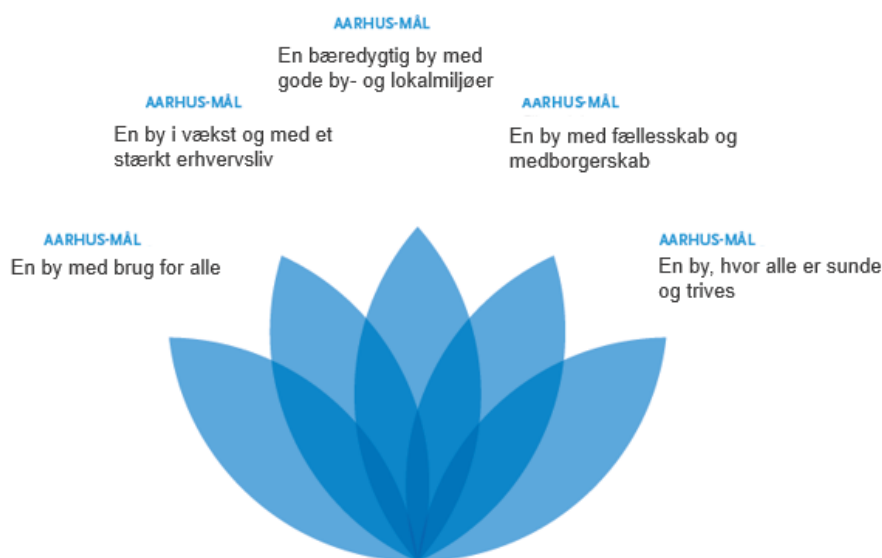 AARHUS-MÅL
En bæredygtig by med
gode by- og lokalmiljøer
AARHUS-MÅL
En by i vækst og med et
stærkt erhvervsliv
AARHUS-MÅL
En by med fællesskab og
medborgerskab
AARHUS-MÅL
En by med brug for alle
AARHUS-MÅL
En by, hvor alle er sunde
og trives